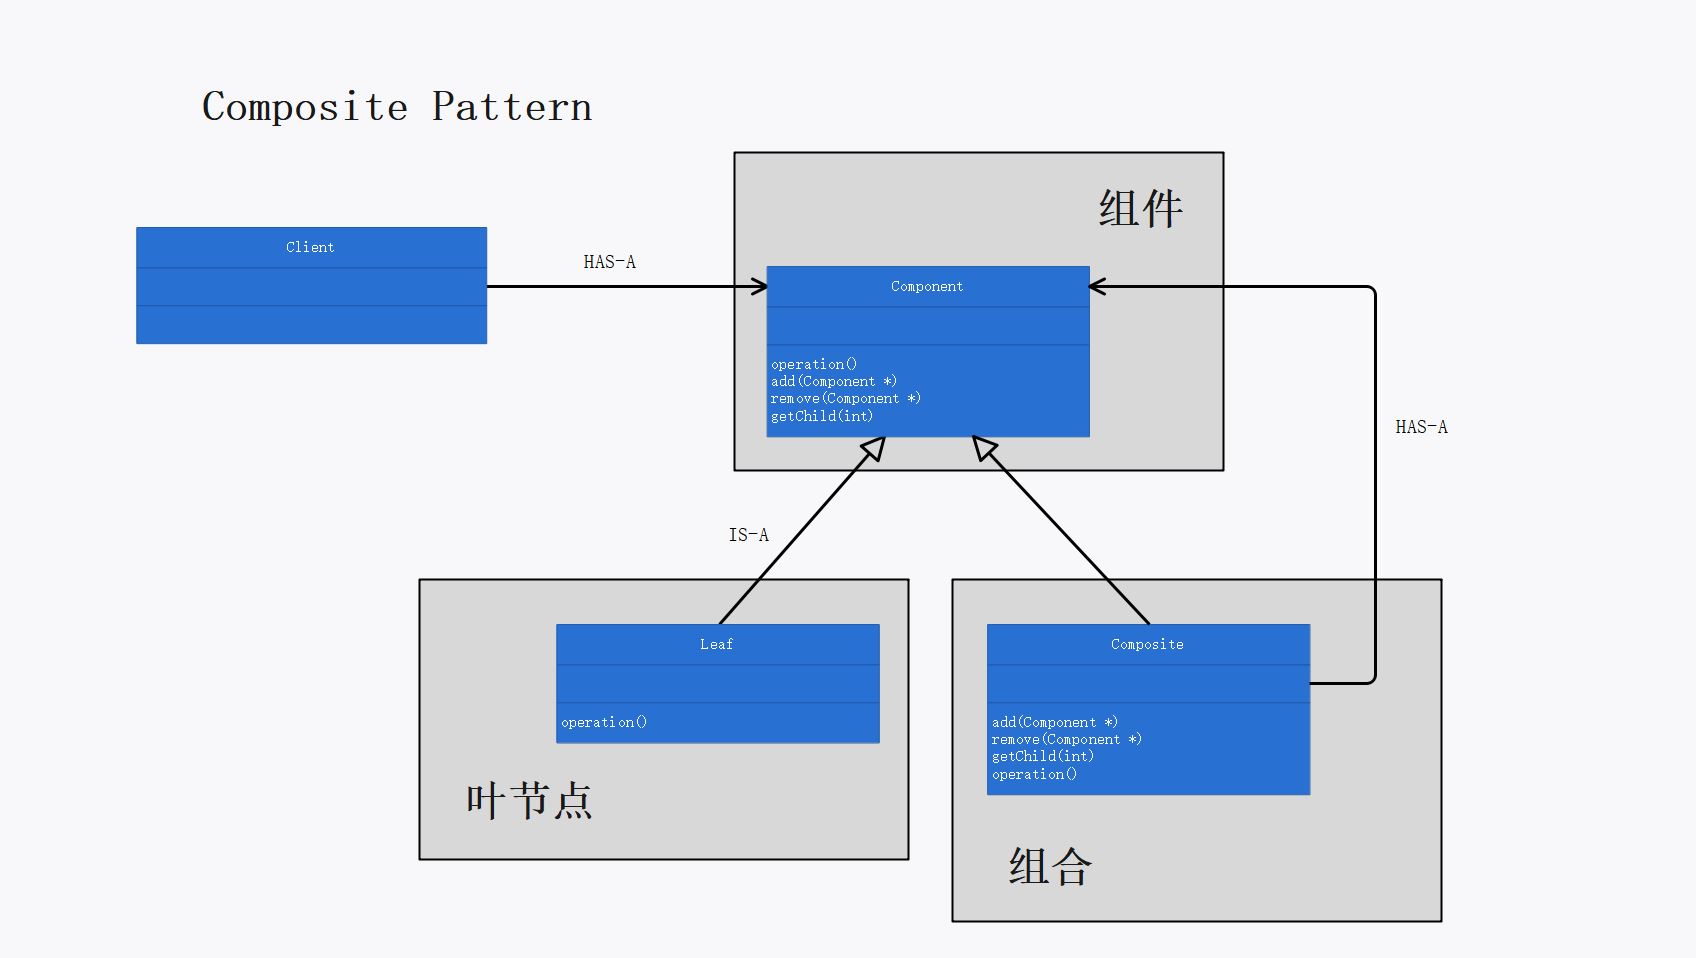 Composite Pattern
组件
Client
HAS-A
Component
operation()
add(Component *)
remove(Component *)
getChild(int)
HAS-A
IS-A
Leaf
operation()
叶节点
Composite
add(Component *)
remove(Component *)
getChild(int)
operation()
组合